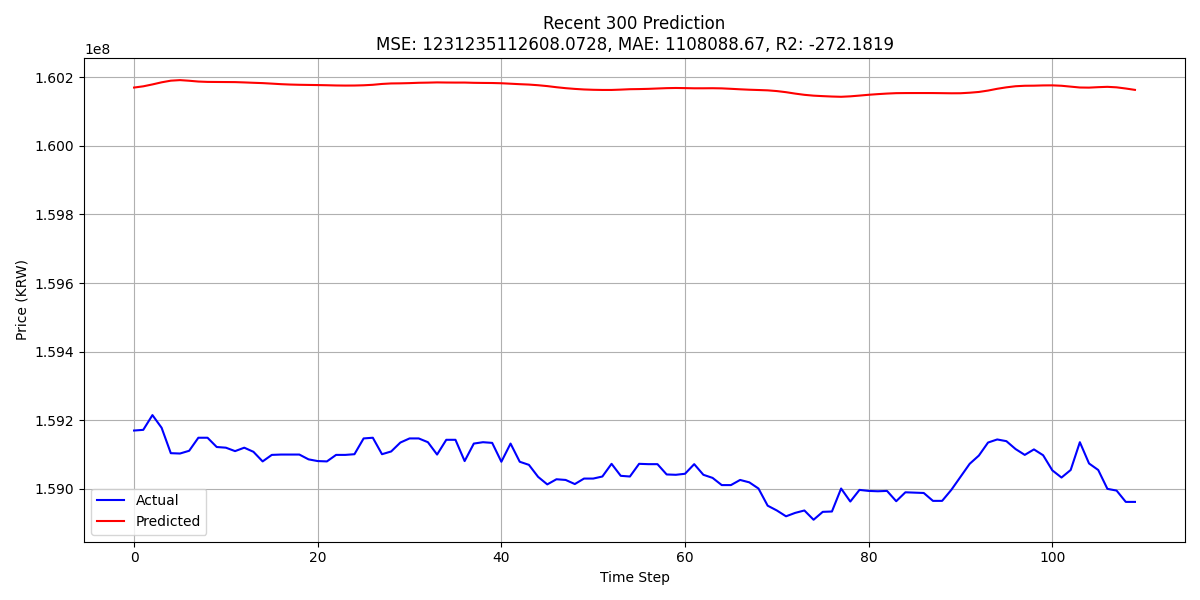 Recent 300 Prediction
MSE: 1231235112608.0728, MAE: 1108088.67, R2: -272.1819
1e8
1.602
1.600
1.598
1.596
1.594
1.592
1.590
Price (KRW)
Actual
Predicted
0 20 40 60 80 100
Time Step